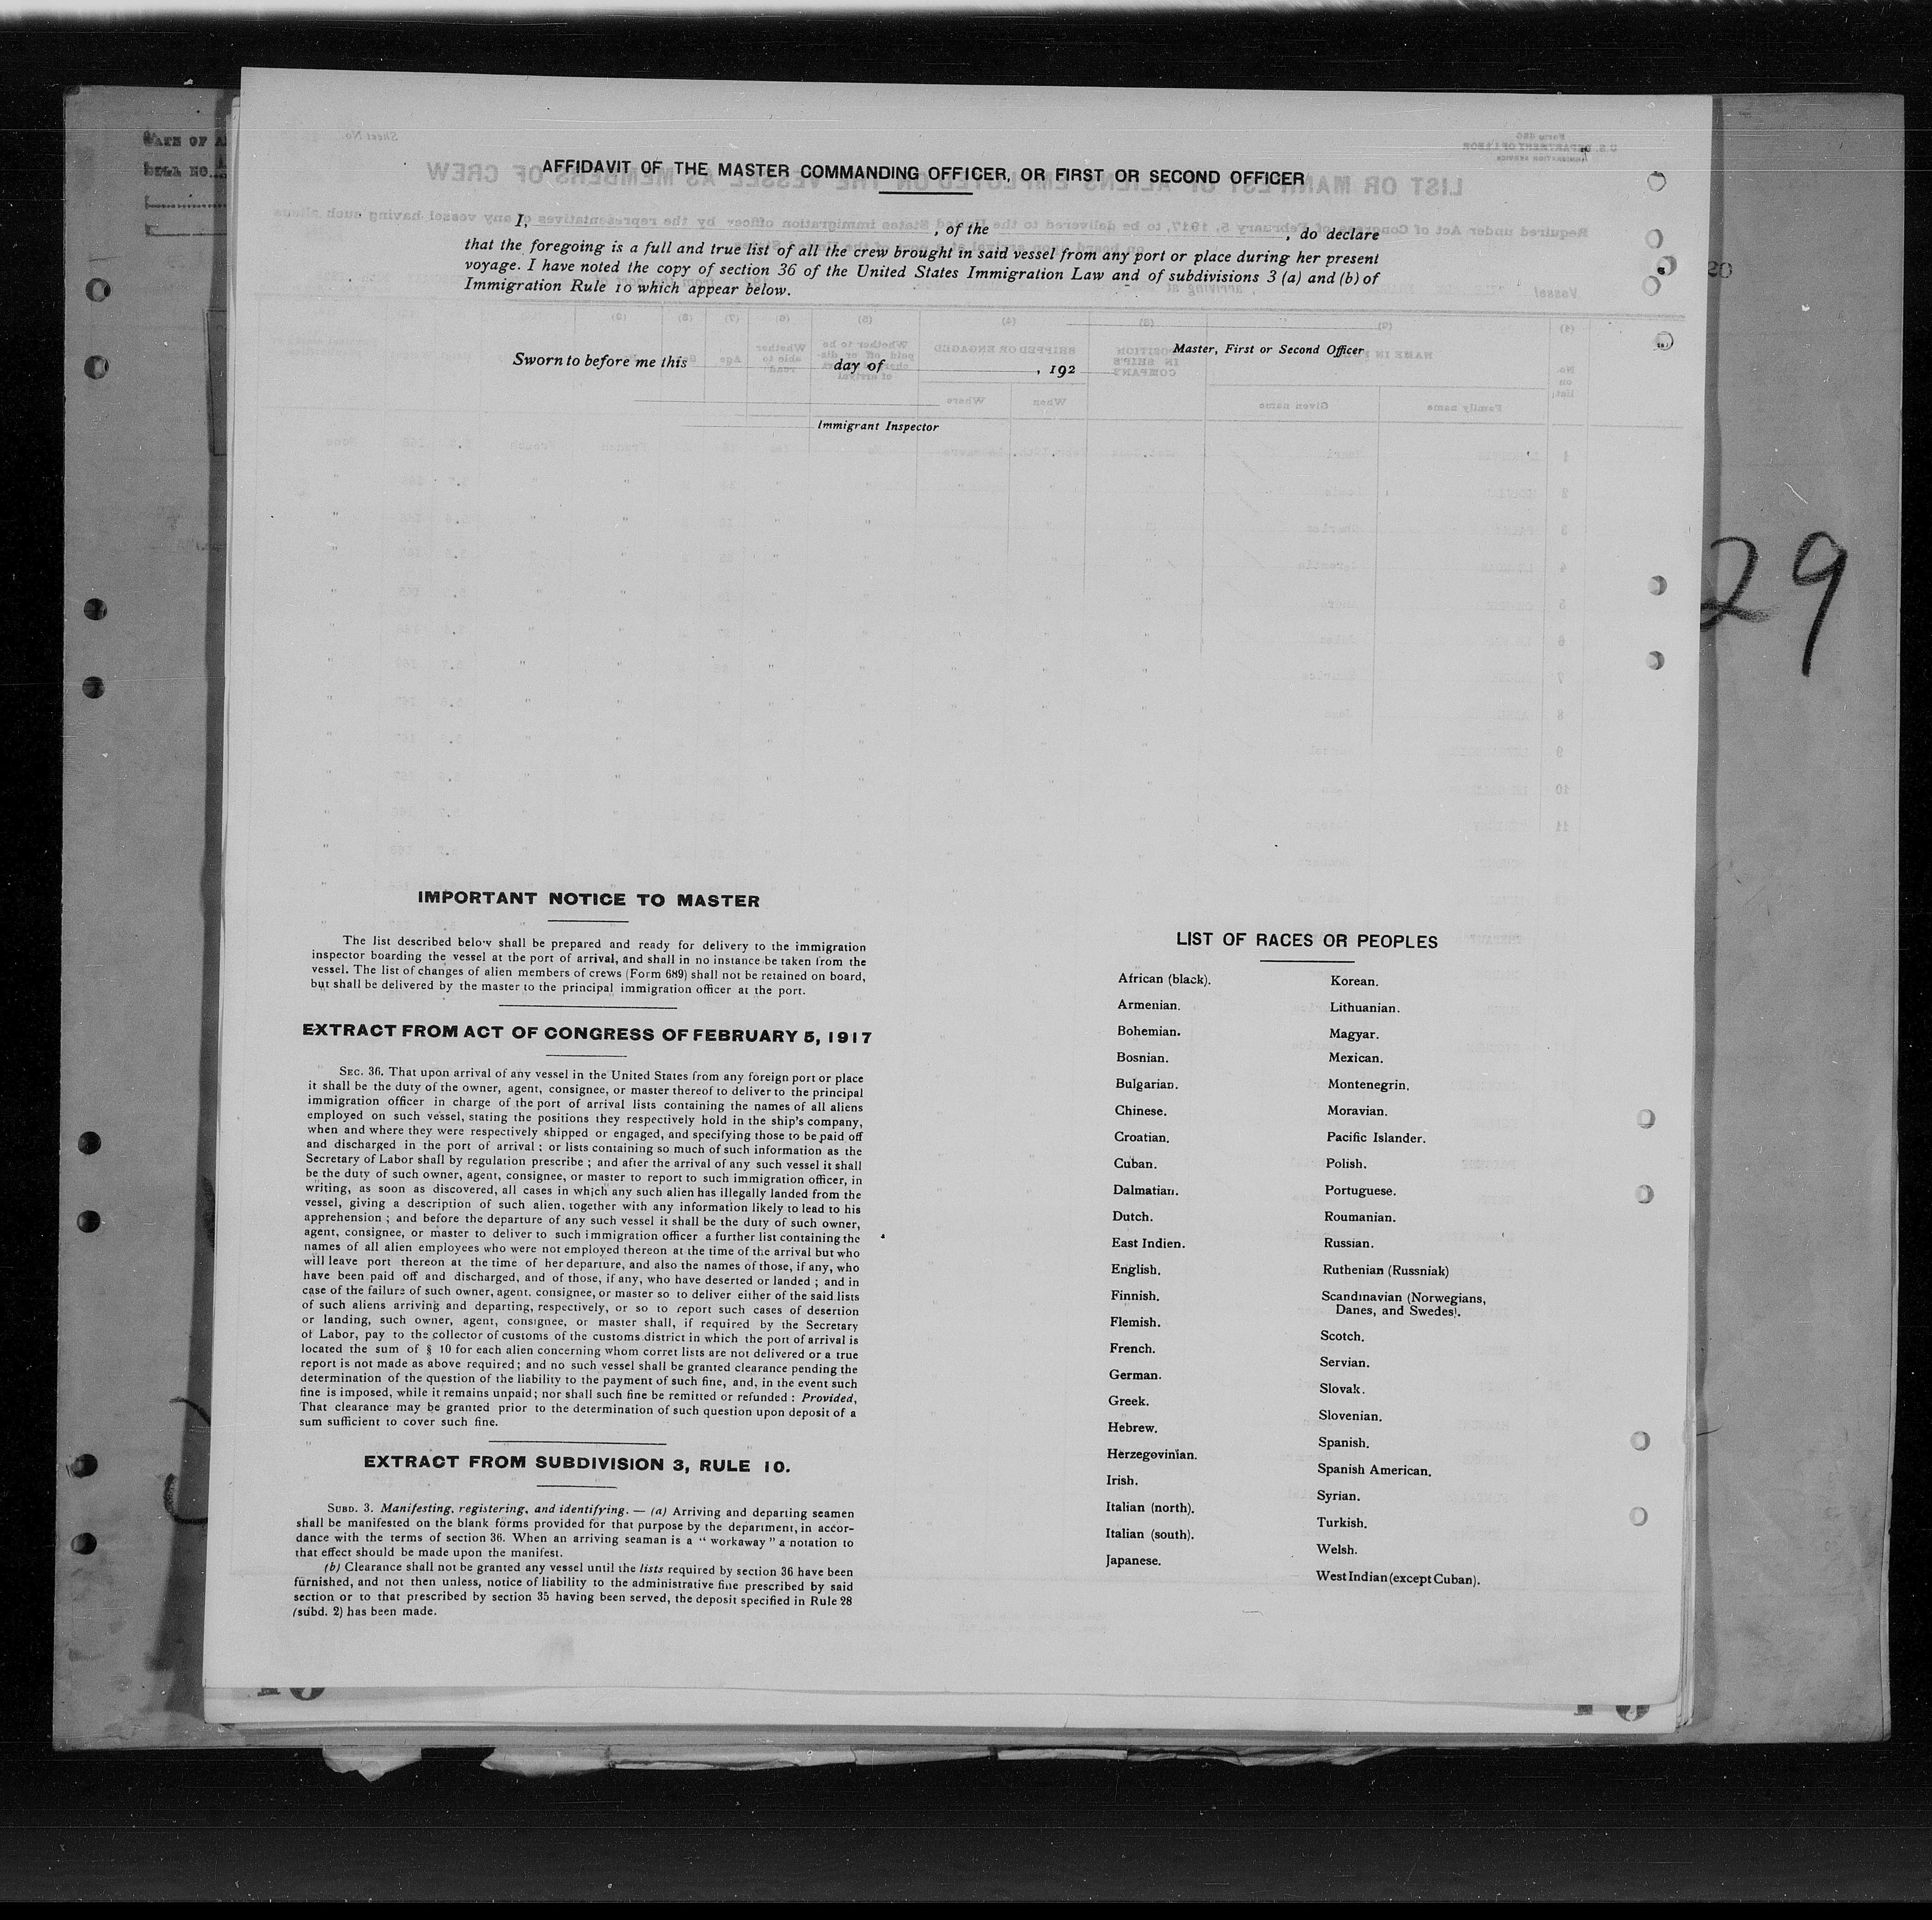 AFFIDAVIT OF THE MASTER COMMANDING OFFICER, OR FIRST OR SECOND OFFICER
I, , of the , do declare
that the foregoing is a full and true list of all the crew brought in said vessel from any port or place during her present
voyage. I have noted the copy of section 36 of the United States Immigration Law and of subdivisions 3 (a) and (b) of
Immigration Rule 10 which appear below.
Master, First or Second Officer
Sworn to before me this day of , 192
Immigrant Inspector
29
IMPORTANT NOTICE TO MASTER
The list described below shall be prepared and ready for delivery to the immigration
inspector boarding the vessel at the port of arrival, and shall in no instance be taken from the
vessel. The list of changes of alien members of crews (Form 689) shall not be retained on board,
but shall be delivered by the master to the principal immigration officer at the port.
EXTRACT FROM ACT OF CONGRESS OF FEBRUARY 5, 1917
SEC. 36. That upon arrival of any vessel in the United States from any foreign port or place
it shall be the duty of the owner, agent, consignee, or master thereof to deliver to the principal
immigration officer in charge of the port of arrival lists containing the names of all aliens
employed on such vessel, stating the positions they respectively hold in the ship's company,
when and where they were respectively shipped or engaged, and specifying those to be paid off
and discharged in the port of arrival ; or lists containing so much of such information as the
Secretary of Labor shall by regulation prescribe ; and after the arrival of any such vessel it shall
be the duty of such owner, agent, consignee, or master to report to such immigration officer, in
writing, as soon as discovered, all cases in which any such alien has illegally landed from the
vessel, giving a description of such alien, together with any information likely to lead to his
apprehension ; and before the departure of any such vessel it shall be the duty of such owner,
agent, consignee, or master to deliver to such immigration officer a further list containing the
names of all alien employees who were not employed thereon at the time of the arrival but who
will leave port thereon at the time of her departure, and also the names of those, if any, who
have been paid off and discharged, and of those, if any, who have deserted or landed ; and in
case of the failure of such owner, agent, consignee, or master so to deliver either of the said lists
of such aliens arriving and departing, respectively, or so to report such cases of desertion
or landing, such owner, agent, consignee, or master shall, if required by the Secretary
of Labor, pay to the collector of customs of the customs district in which the port of arrival is
located the sum of § 10 for each alien concerning whom corret lists are not delivered or a true
report is not made as above required ; and no such vessel shall be granted clearance pending the
determination of the question of the liability to the payment of such fine, and, in the event such
fine is imposed, while it remains unpaid ; nor shall such fine be remitted or refunded : Provided,
That clearance may be granted prior to the determination of such question upon deposit of a
sum sufficient to cover such fine.
EXTRACT FROM SUBDIVISION 3, RULE 10.
SUBD. 3. Manifesting, registering, and identifying. — (a) Arriving and departing seamen
shall be manifested on the blank forms provided for that purpose by the department, in accor-
dance with the terms of section 36. When an arriving seaman is a " workaway " a notation to
that effect should be made upon the manifest.
(b) Clearance shall not be granted any vessel until the lists required by section 36 have been
furnished, and not then unless, notice of liability to the administrative fine prescribed by said
section or to that prescribed by section 35 having been served, the deposit specified in Rule 28
(subd. 2) has been made.
LIST OF RACES OR PEOPLES
African (black).
Armenian.
Bohemian.
Bosnian.
Bulgarian.
Chinese.
Croatian.
Cuban.
Dalmatian.
Dutch.
East Indien.
English.
Finnish.
Flemish.
French.
German.
Greek.
Hebrew.
Herzegovinian.
Irish.
Italian (north).
Italian (south).
Japanese.
Korean.
Lithuanian.
Magyar.
Mexican.
Montenegrin.
Moravian.
Pacific Islander.
Polish.
Portuguese.
Roumanian.
Russian.
Ruthenian (Russniak)
Scandinavian (Norwegians,
Danes, and Swedes).
Scotch.
Servian.
Slovak.
Slovenian.
Spanish.
Spanish American.
Syrian.
Turkish.
Welsh.
West Indian (except Cuban).